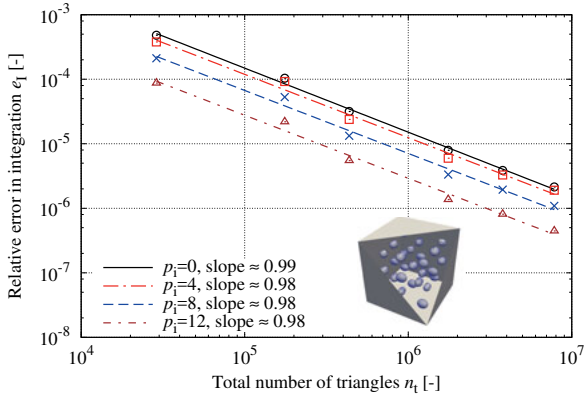 10^-3
10^-4
10^-5
10^-6
10^-7
10^-8
Relative error in integration e_I [-]
p_i=0, slope ≈ 0.99
p_i=4, slope ≈ 0.98
p_i=8, slope ≈ 0.98
p_i=12, slope ≈ 0.98
10^4 10^5 10^6 10^7
Total number of triangles n_t [-]